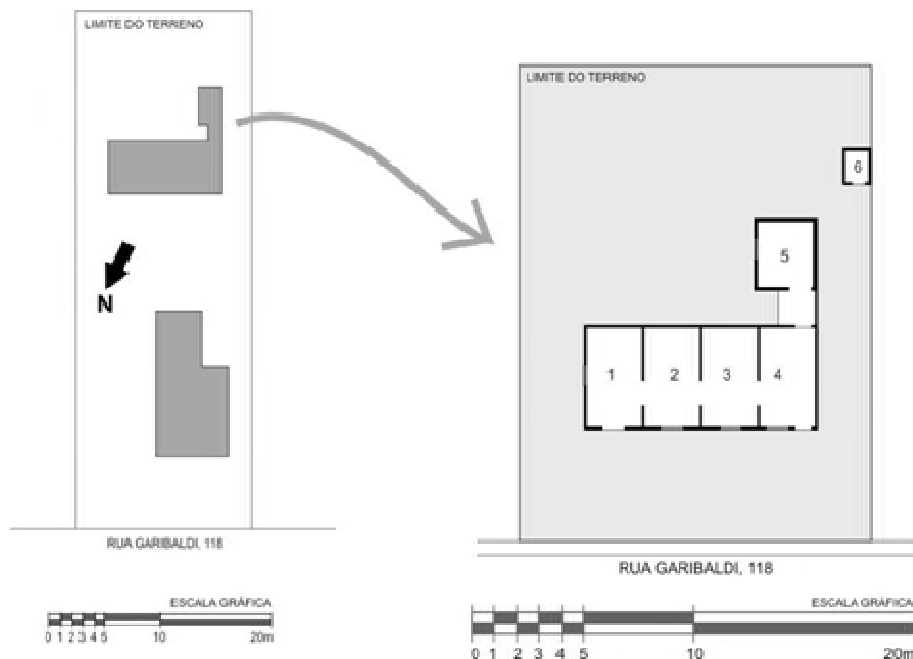 LIMITE DO TERRIENO
N
RUA GARIBALDI, 118
ESCALA GRÁFICA
0 1 2 3 4 5 10 20m
LIMITE DO TERRENO
6
5
1 2 3 4
RUA GARIBALDI, 118
ESCALA GRÁFICA
0 1 2 3 4 5 10 20m